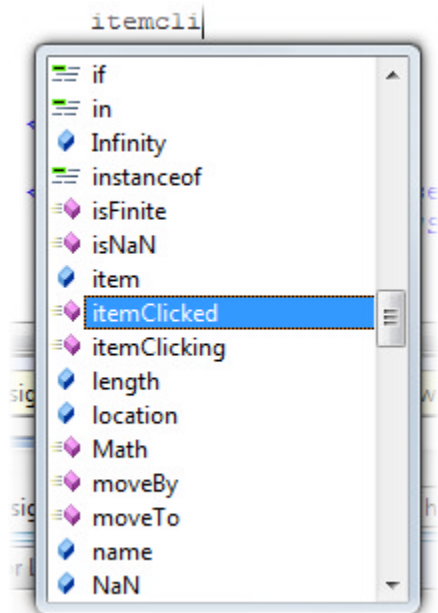 itemcli
if
in
Infinity
instanceof
isFinite
isNaN
item
itemClicked
itemClicking
length
location
Math
moveBy
moveTo
name
NaN